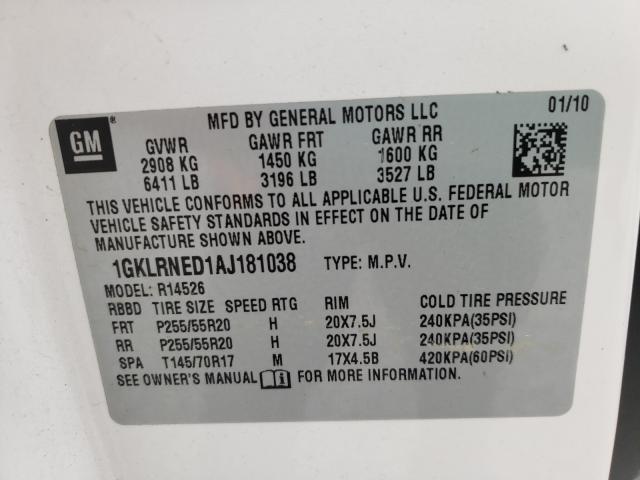 MFD BY GENERAL MOTORS LLC 01/10
GM®
GVWR GAWR FRT GAWR RR
2908 KG 1450 KG 1600 KG
6411 LB 3196 LB 3527 LB
THIS VEHICLE CONFORMS TO ALL APPLICABLE U.S. FEDERAL MOTOR
VEHICLE SAFETY STANDARDS IN EFFECT ON THE DATE OF
MANUFACTURE SHOWN ABOVE.
1GKLRNED1AJ181038 TYPE: M.P.V.
MODEL: R14526
RBBD TIRE SIZE SPEED RTG RIM COLD TIRE PRESSURE
FRT P255/55R20 H 20X7.5J 240KPA(35PSI)
RR P255/55R20 H 20X7.5J 240KPA(35PSI)
SPA T145/70R17 M 17X4.5B 420KPA(60PSI)
SEE OWNER'S MANUAL i FOR MORE INFORMATION.